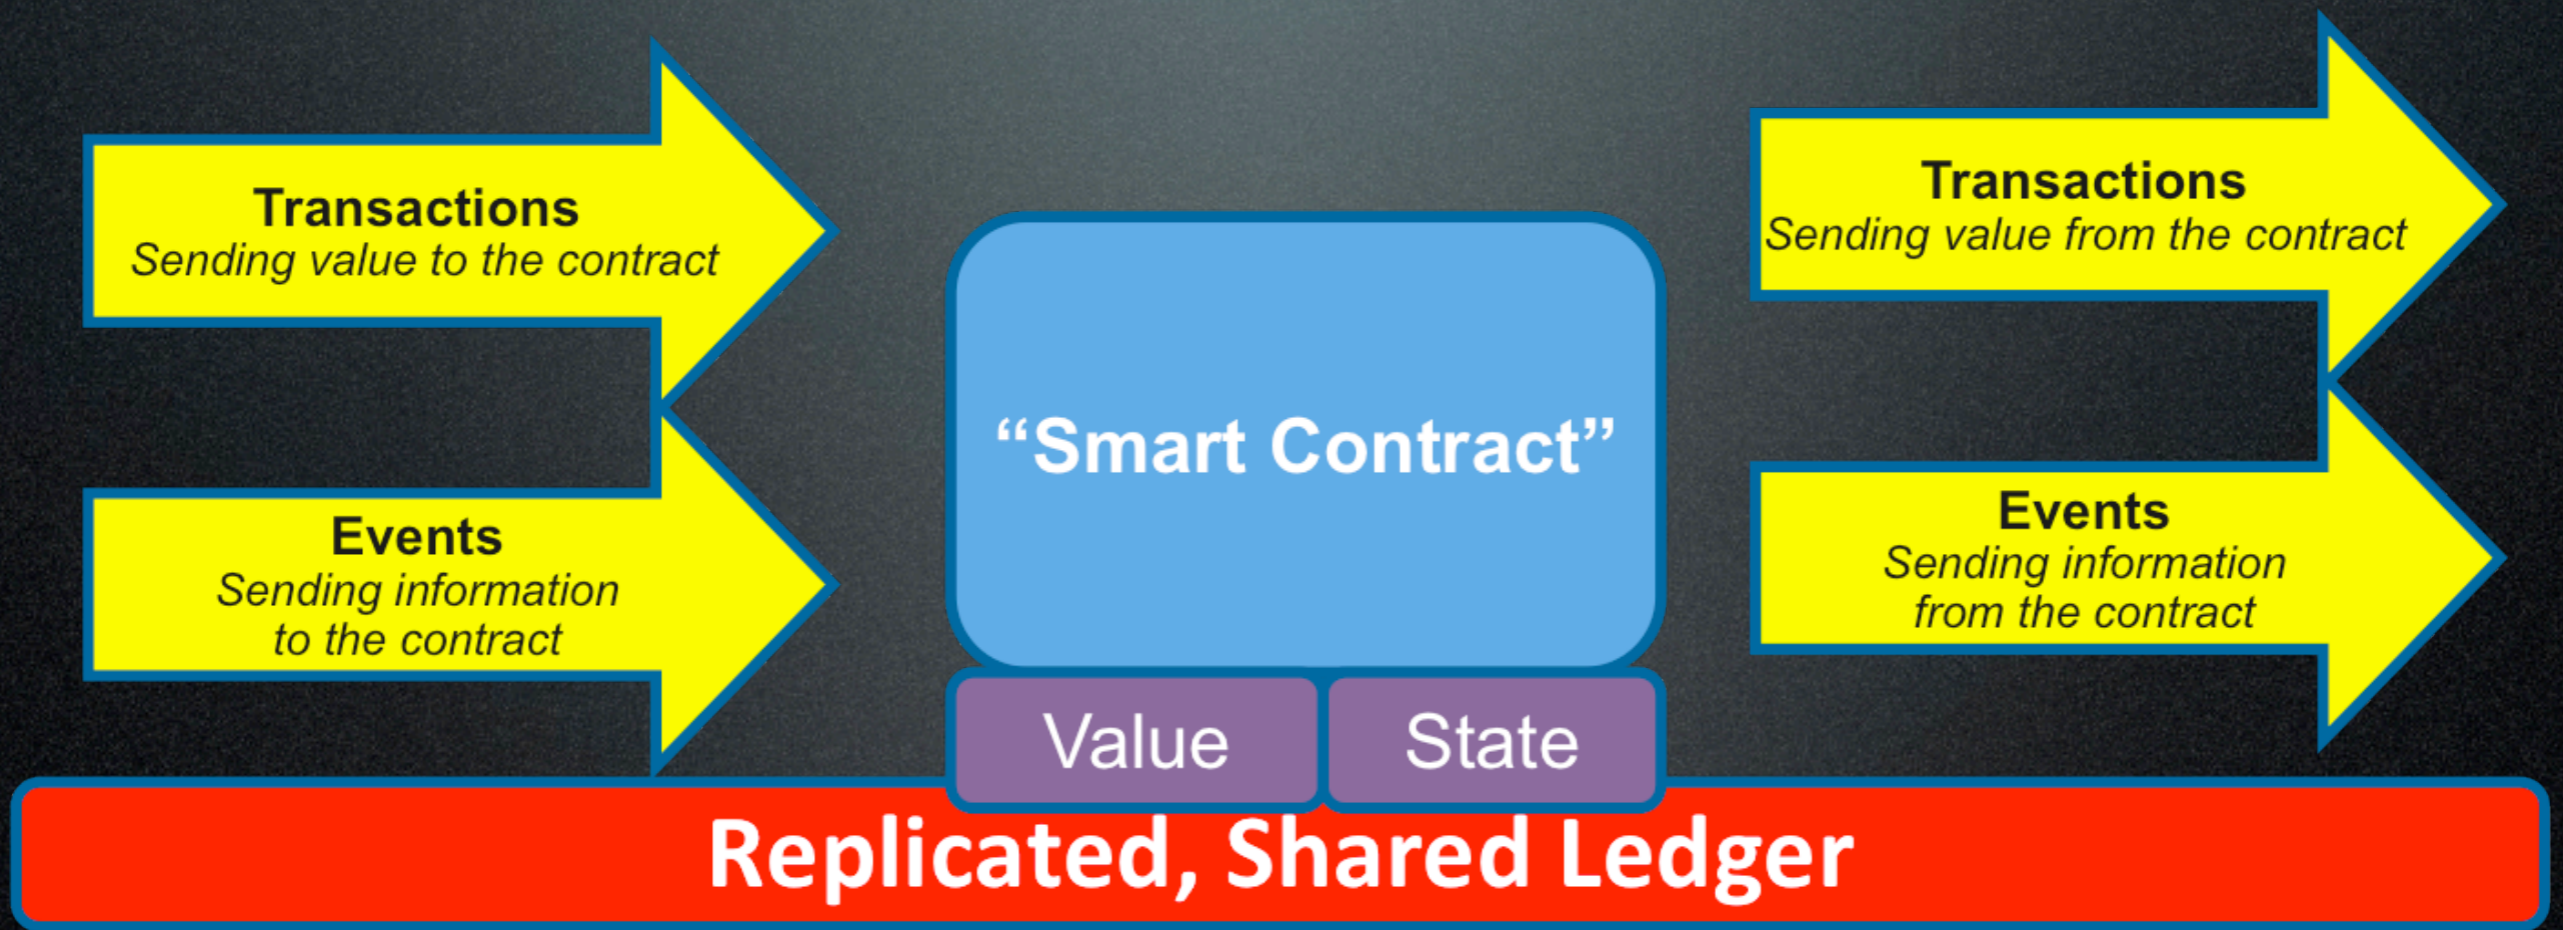 Transactions
Sending value to the contract
Events
Sending information
to the contract
“Smart Contract”
Value
State
Transactions
Sending value from the contract
Events
Sending information
from the contract
Replicated, Shared Ledger